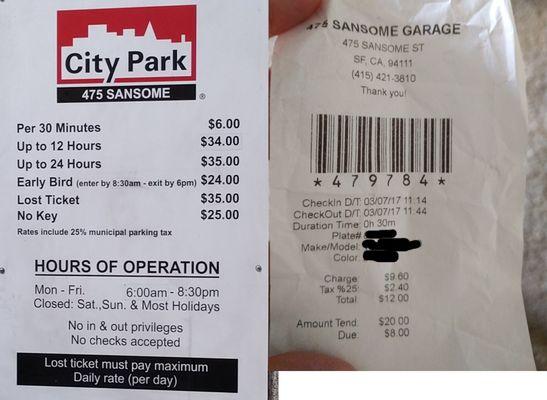 City Park
475 SANSOME
®
Per 30 Minutes $6.00
Up to 12 Hours $34.00
Up to 24 Hours $35.00
Early Bird (enter by 8:30am - exit by 6pm) $24.00
Lost Ticket $35.00
No Key $25.00
Rates include 25% municipal parking tax
HOURS OF OPERATION
Mon - Fri. 6:00am - 8:30pm
Closed: Sat.,Sun. & Most Holidays
No in & out privileges
No checks accepted
Lost ticket must pay maximum
Daily rate (per day)
475 SANSOME GARAGE
475 SANSOME ST
SF, CA, 94111
(415) 421-3810
Thank you!
*479784*
CheckIn D/T: 03/07/17 11:14
CheckOut D/T: 03/07/17 11:44
Duration Time: 0h 30m
Plate#:
Make/Model:
Color:
Charge: $9.60
Tax %25: $2.40
Total: $12.00
Amount Tend: $20.00
Due: $8.00